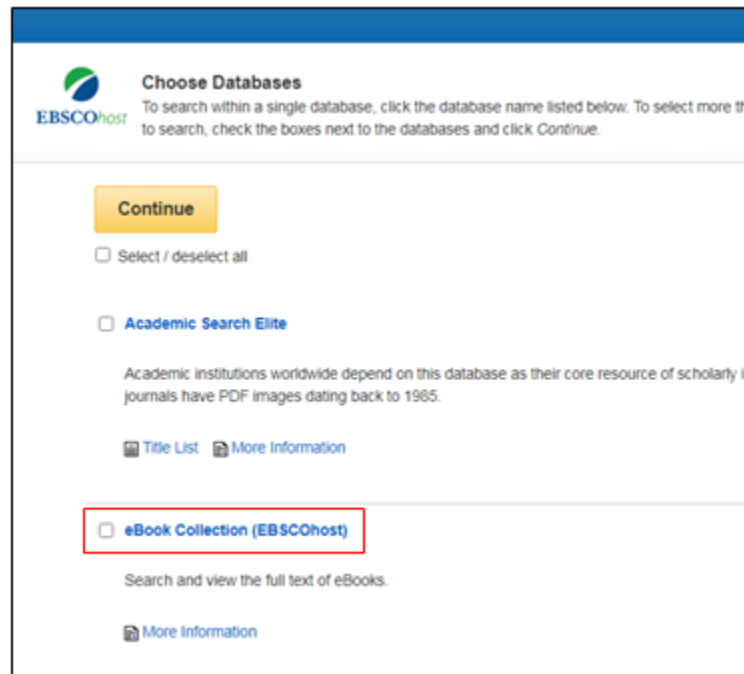 Choose Databases
EBSCOhost
To search within a single database, click the database name listed below. To select more th
to search, check the boxes next to the databases and click Continue.
Continue
Select / deselect all
Academic Search Elite
Academic institutions worldwide depend on this database as their core resource of scholarly i
journals have PDF images dating back to 1985.
Title List More Information
eBook Collection (EBSCOhost)
Search and view the full text of eBooks.
More Information